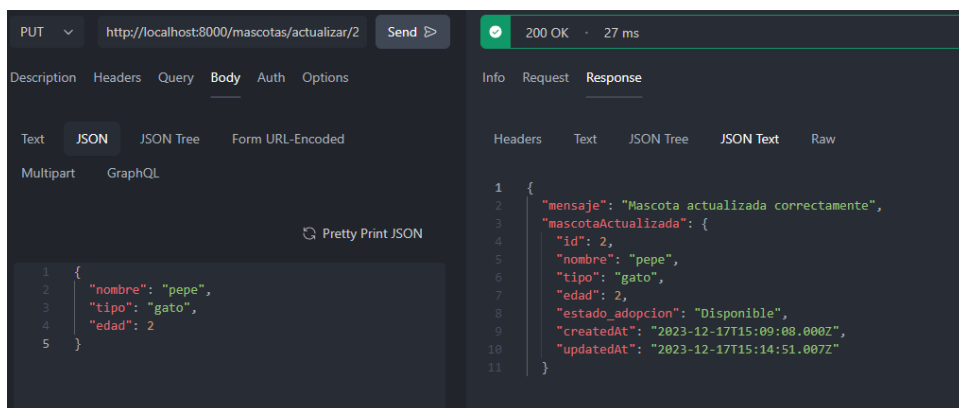 PUT http://localhost:8000/mascotas/actualizar/2 Send
Description Headers Query Body Auth Options
Text JSON JSON Tree Form URL-Encoded
Multipart GraphQL
Pretty Print JSON
1 {
2 "nombre": "pepe",
3 "tipo": "gato",
4 "edad": 2
5 }
200 OK · 27 ms
Info Request Response
Headers Text JSON Tree JSON Text Raw
1 {
2 "mensaje": "Mascota actualizada correctamente",
3 "mascotaActualizada": {
4 "id": 2,
5 "nombre": "pepe",
6 "tipo": "gato",
7 "edad": 2,
8 "estado_adopcion": "Disponible",
9 "createdAt": "2023-12-17T15:09:08.000Z",
10 "updatedAt": "2023-12-17T15:14:51.007Z"
11 }